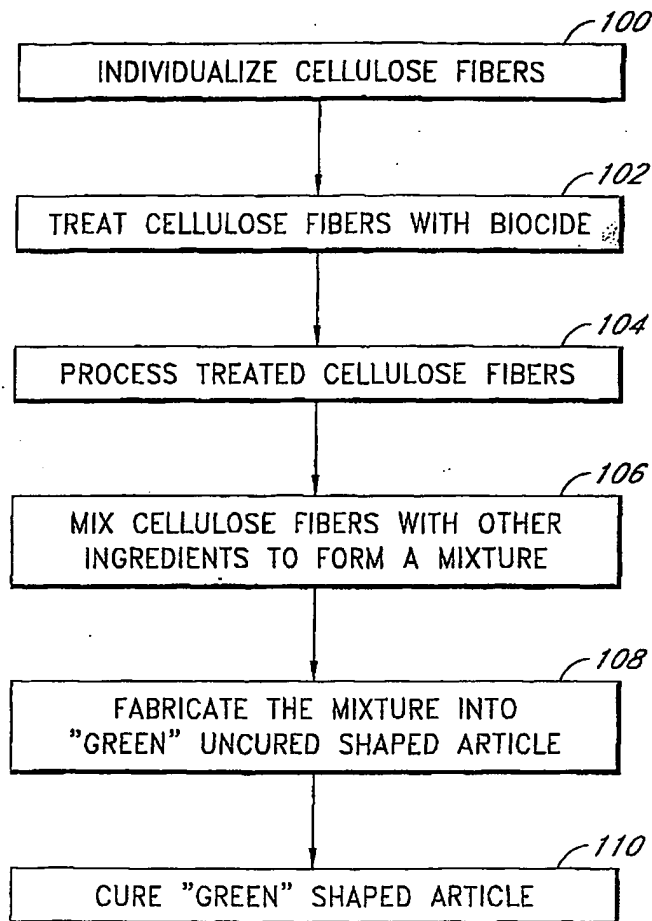 100
INDIVIDUALIZE CELLULOSE FIBERS
102
TREAT CELLULOSE FIBERS WITH BIOCIDE
104
PROCESS TREATED CELLULOSE FIBERS
106
MIX CELLULOSE FIBERS WITH OTHER
INGREDIENTS TO FORM A MIXTURE
108
FABRICATE THE MIXTURE INTO
"GREEN" UNCURED SHAPED ARTICLE
110
CURE "GREEN" SHAPED ARTICLE